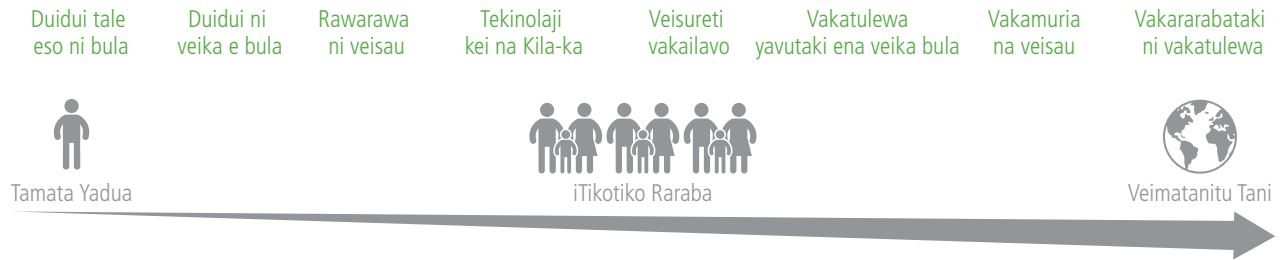 Duidui tale
eso ni bula
Duidui ni
veika e bula
Rawarawa
ni veisau
Tekinolaji
kei na Kila-ka
Veisureti
vakailavo
Vakatulewa
yavutaki ena veika bula
Vakamuria
na veisau
Vakararabataki
ni vakatulewa
Tamata Yadua
iTikotiko Raraba
Veimatanitu Tani